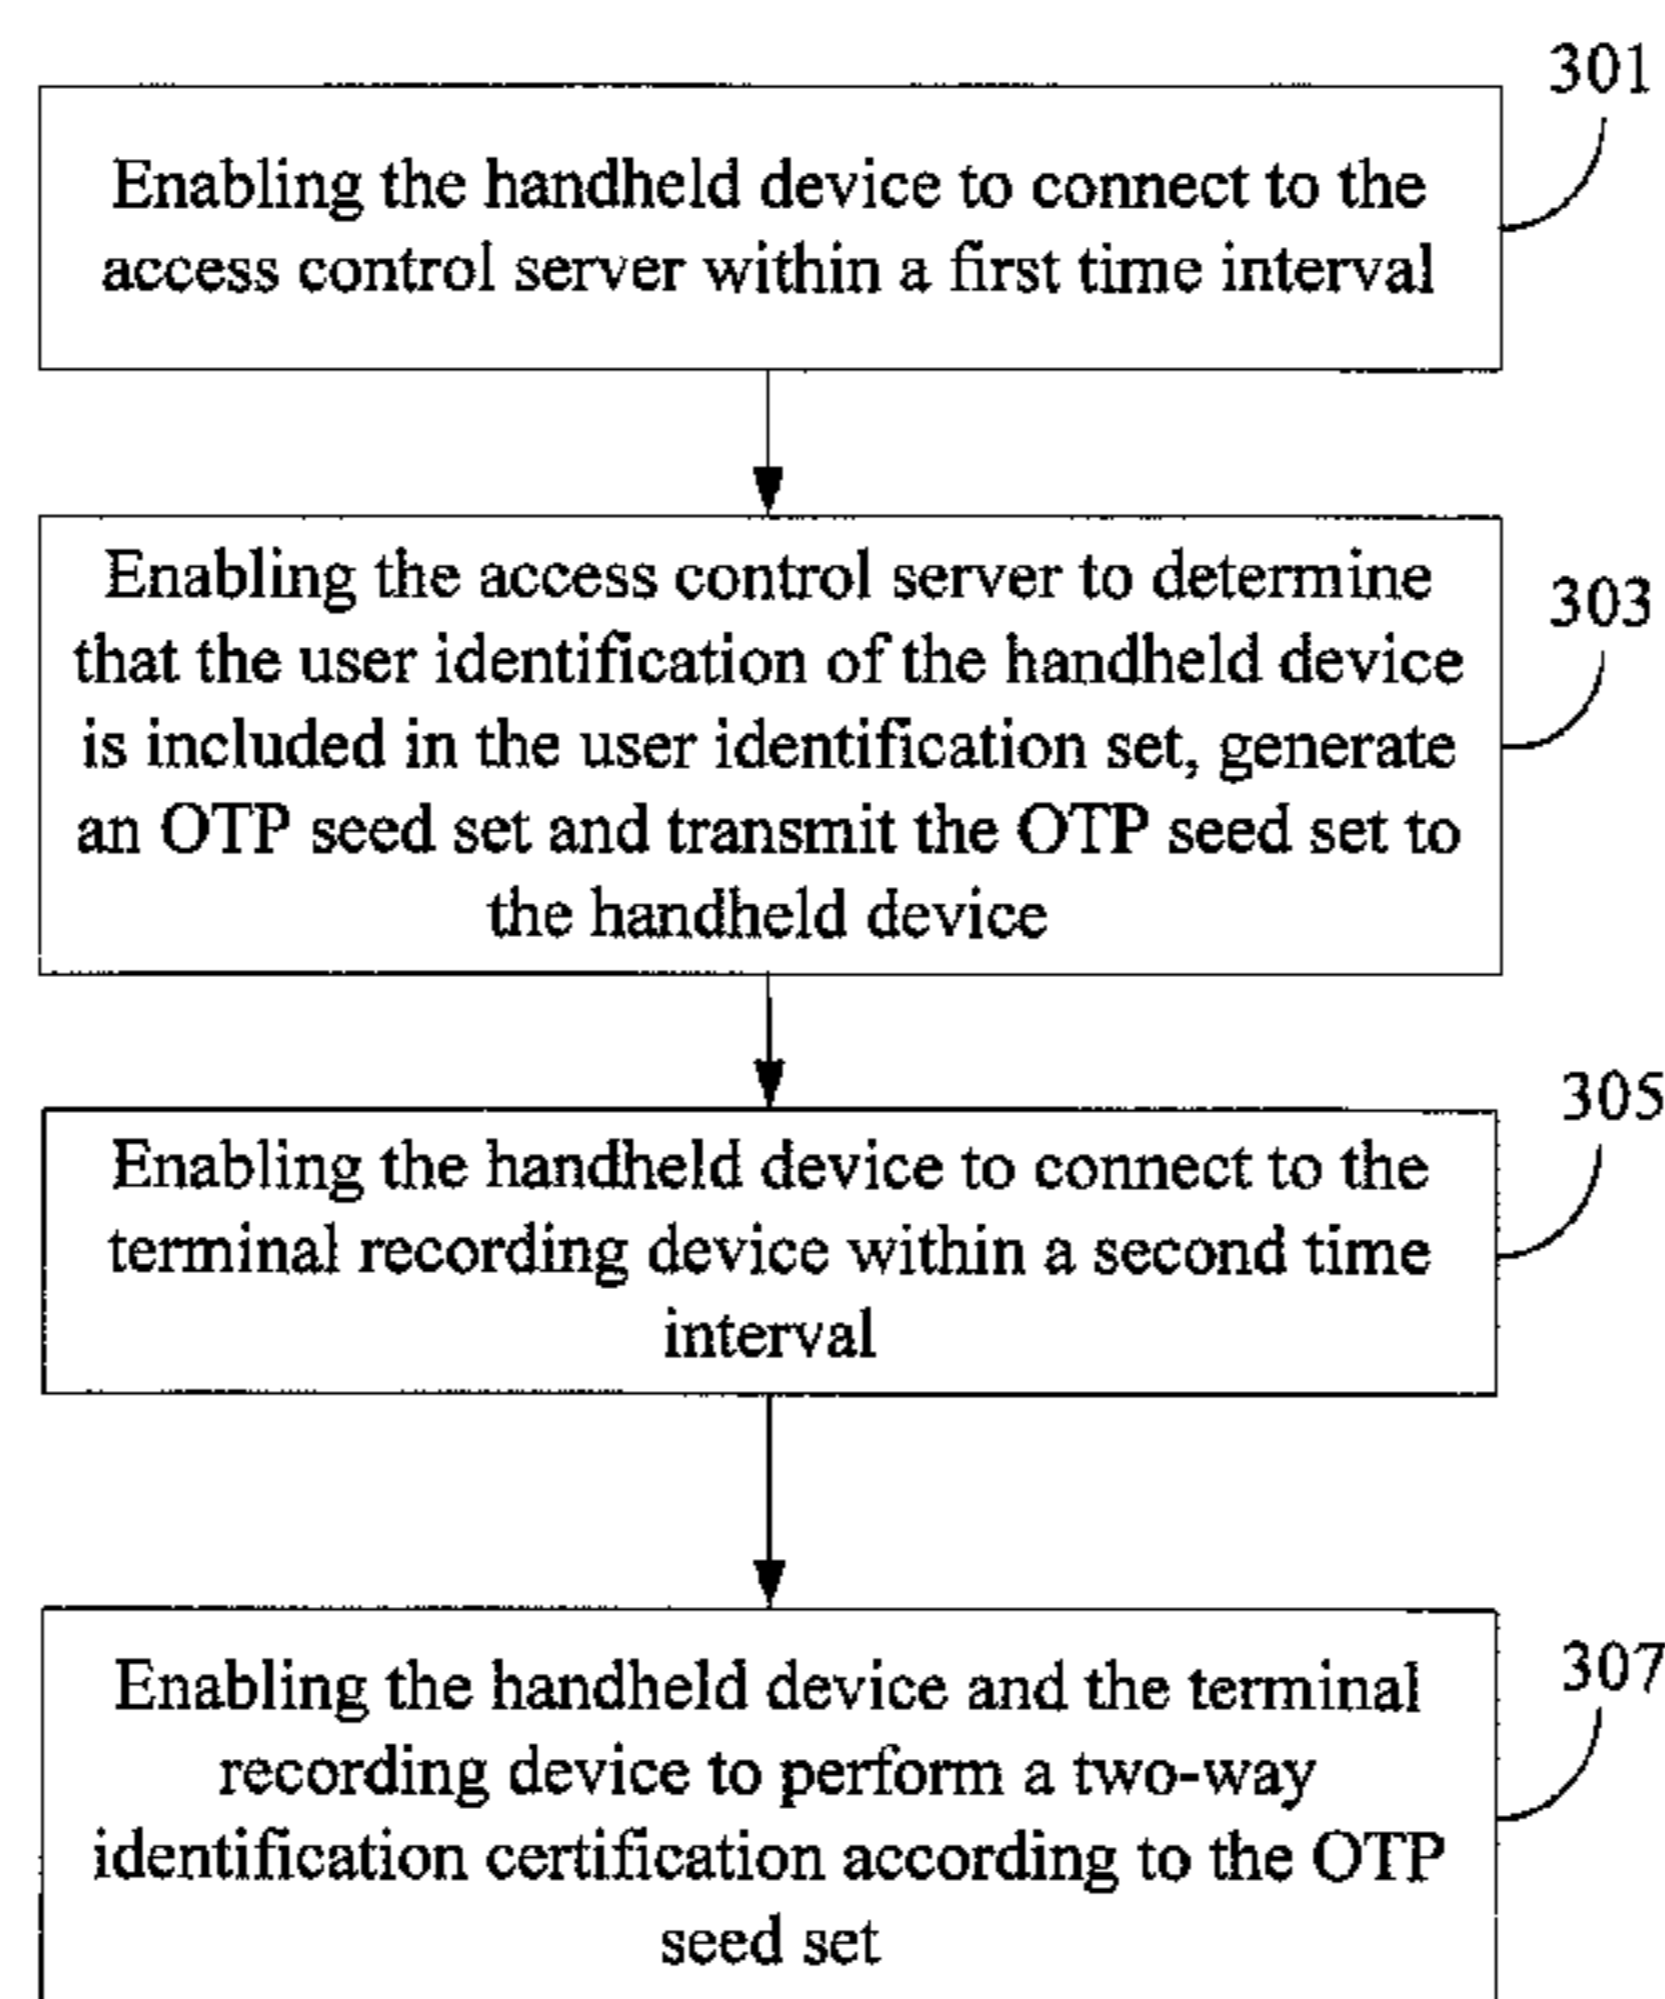 301
Enabling the handheld device to connect to the
access control server within a first time interval
Enabling the access control server to determine
that the user identification of the handheld device
is included in the user identification set, generate
an OTP seed set and transmit the OTP seed set to
the handheld device
303
305
Enabling the handheld device to connect to the
terminal recording device within a second time
interval
307
Enabling the handheld device and the terminal
recording device to perform a two-way
identification certification according to the OTP
seed set